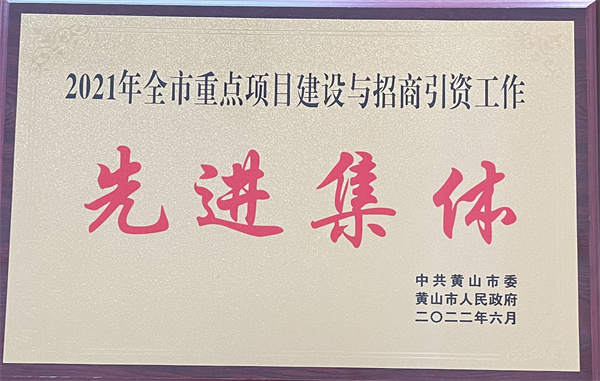 2021年全市重点项目建设与招商引资工作
先进集体
中共黄山市委
黄山市人民政府
二〇二二年六月